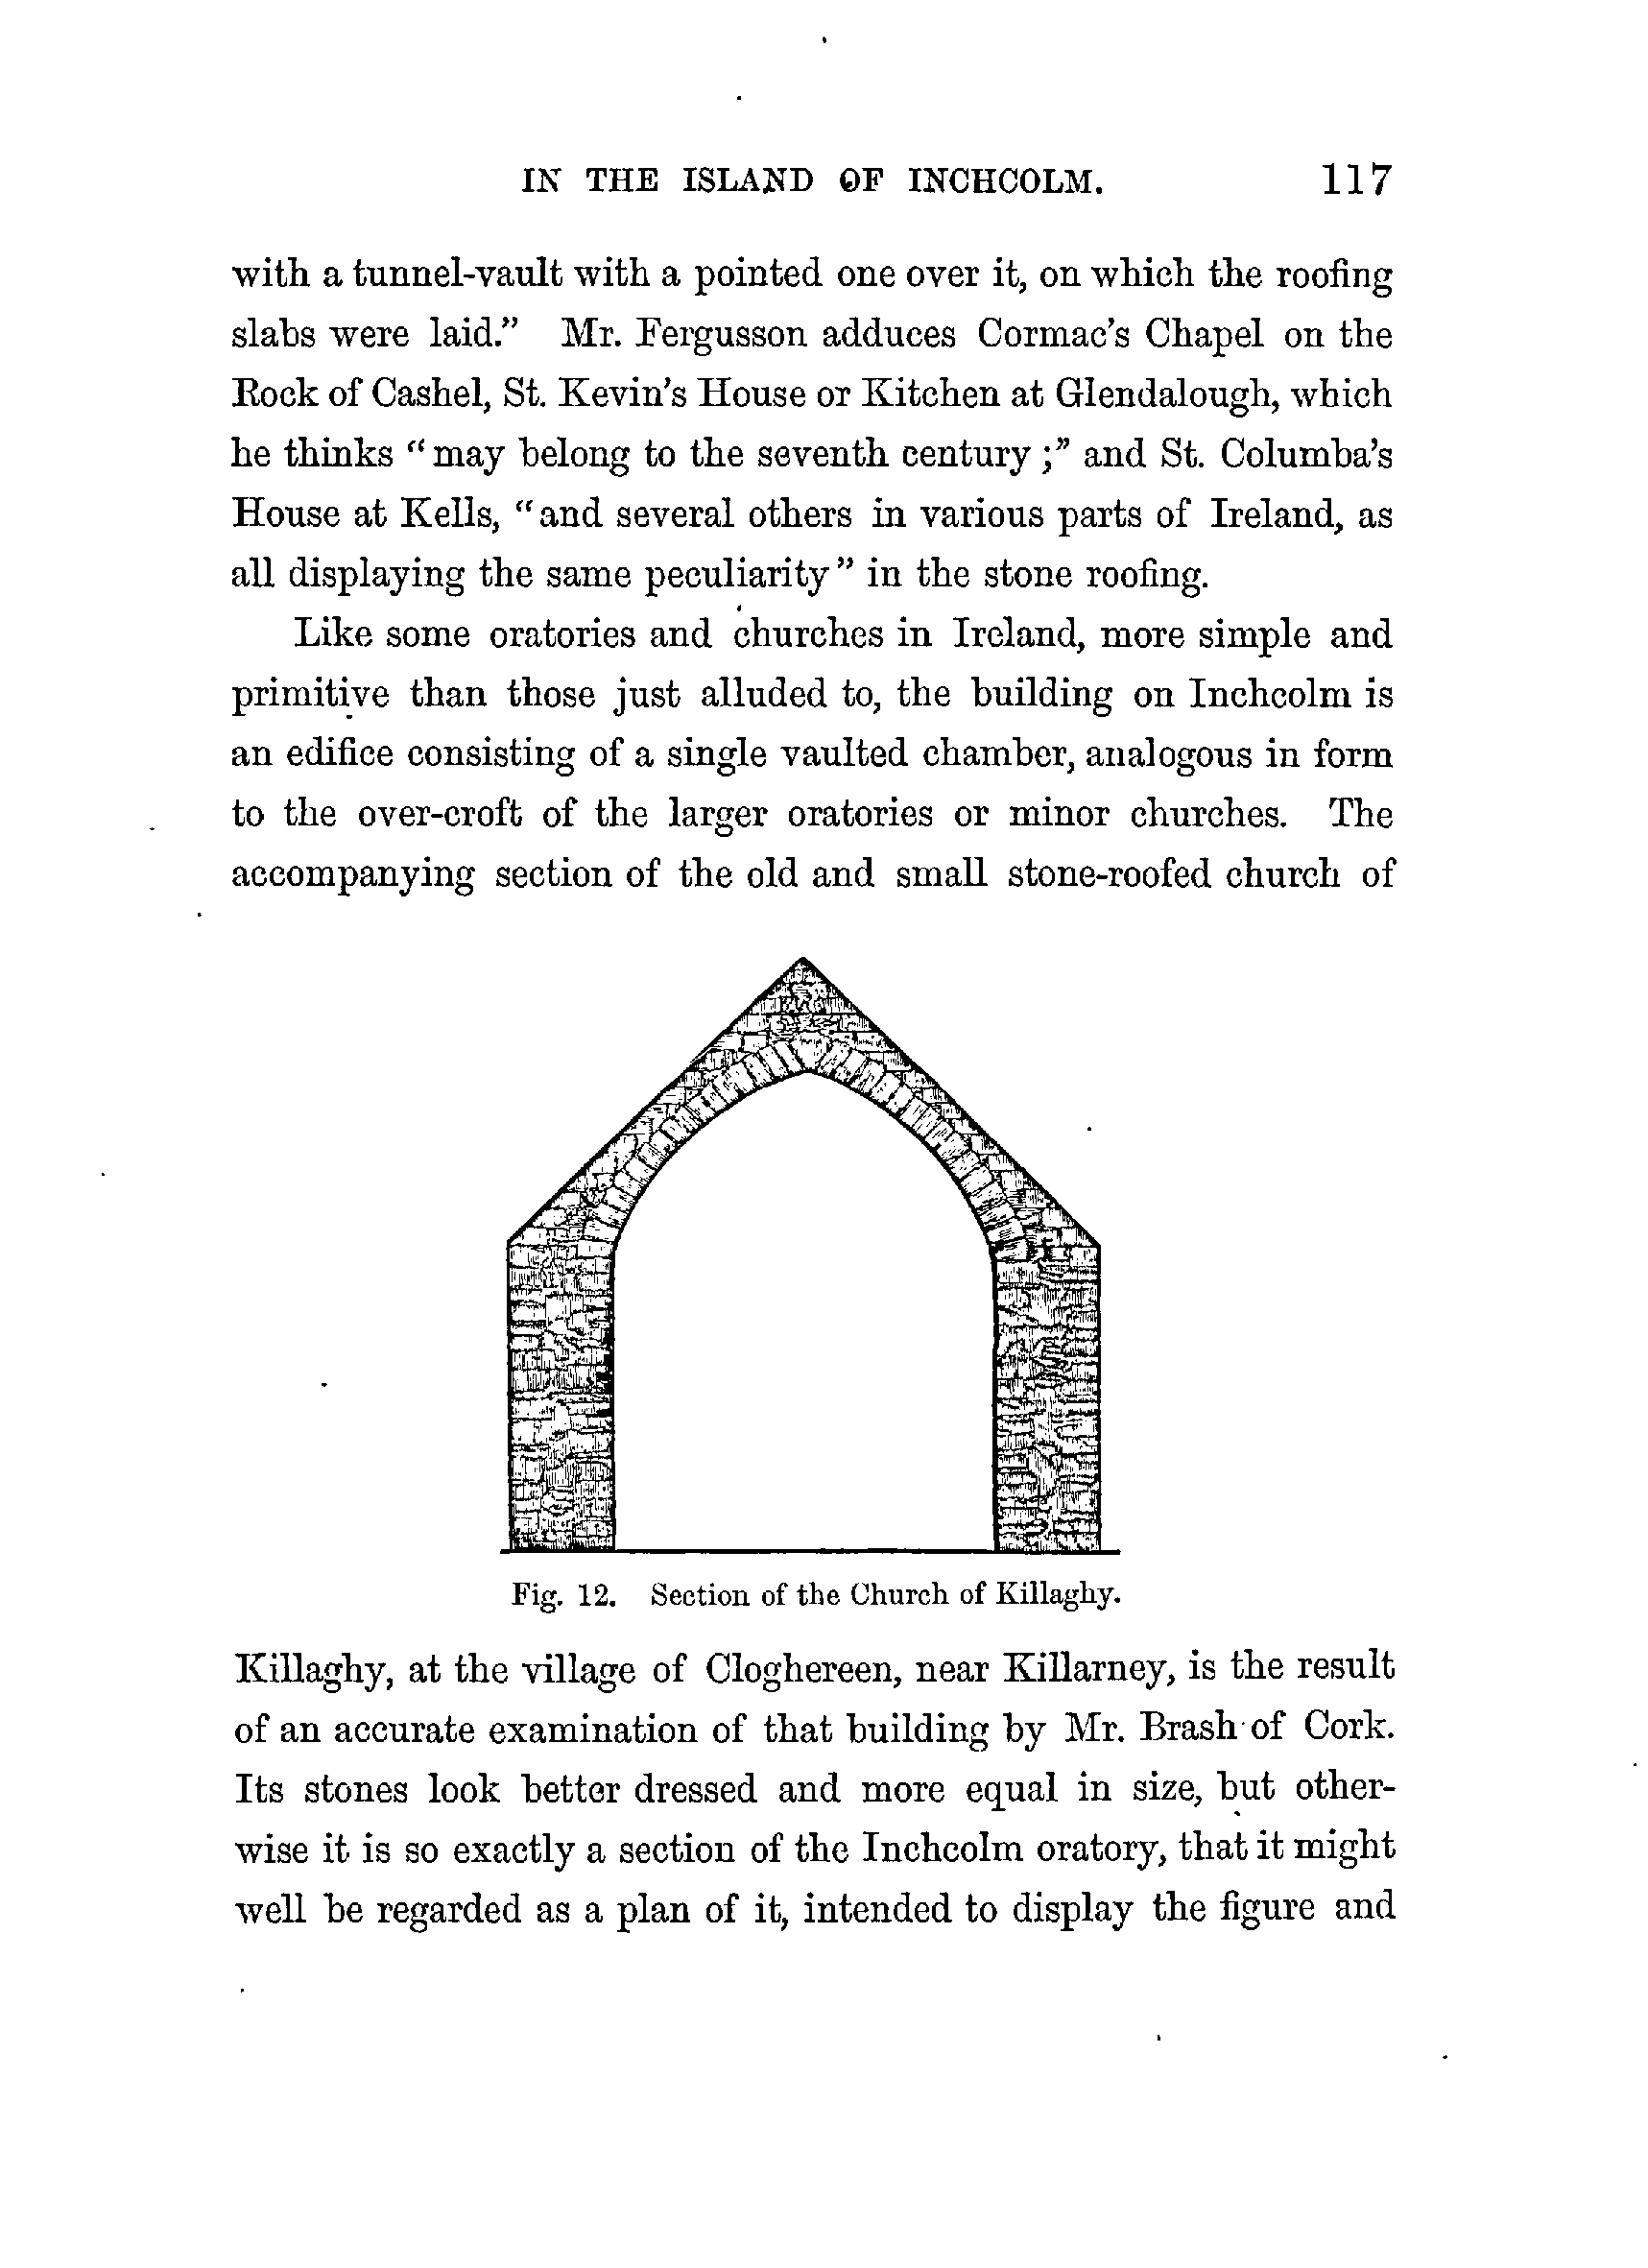 IN THE ISLAND OF INCHCOLM. 117
with a tunnel-vault with a pointed one over it, on which the roofing
slabs were laid.” Mr. Fergusson adduces Cormac’s Chapel on the
Rock of Cashel, St. Kevin’s House or Kitchen at Glendalough, which
he thinks “may belong to the seventh century ;” and St. Columba’s
House at Kells, “and several others in various parts of Ireland, as
all displaying the same peculiarity” in the stone roofing.
Like some oratories and churches in Ireland, more simple and
primitive than those just alluded to, the building on Inchcolm is
an edifice consisting of a single vaulted chamber, analogous in form
to the over-croft of the larger oratories or minor churches. The
accompanying section of the old and small stone-roofed church of
Fig. 12. Section of the Church of Killaghy.
Killaghy, at the village of Cloghereen, near Killarney, is the result
of an accurate examination of that building by Mr. Brash of Cork.
Its stones look better dressed and more equal in size, but other-
wise it is so exactly a section of the Inchcolm oratory, that it might
well be regarded as a plan of it, intended to display the figure and